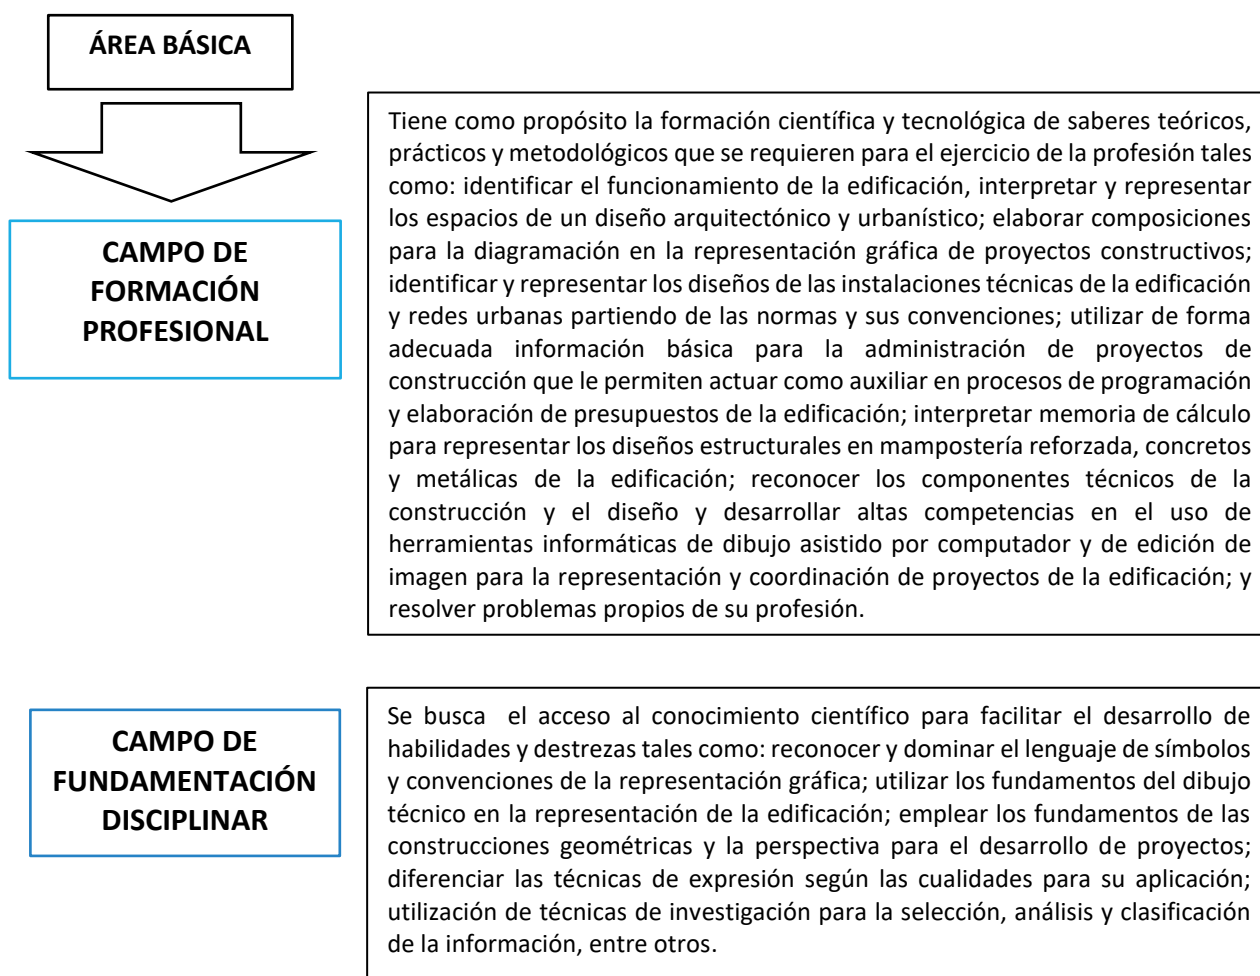 ÁREA BÁSICA
CAMPO DE
FORMACIÓN
PROFESIONAL
Tiene como propósito la formación científica y tecnológica de saberes teóricos,
prácticos y metodológicos que se requieren para el ejercicio de la profesión tales
como: identificar el funcionamiento de la edificación, interpretar y representar
los espacios de un diseño arquitectónico y urbanístico; elaborar composiciones
para la diagramación en la representación gráfica de proyectos constructivos;
identificar y representar los diseños de las instalaciones técnicas de la edificación
y redes urbanas partiendo de las normas y sus convenciones; utilizar de forma
adecuada información básica para la administración de proyectos de
construcción que le permiten actuar como auxiliar en procesos de programación
y elaboración de presupuestos de la edificación; interpretar memoria de cálculo
para representar los diseños estructurales en mampostería reforzada, concretos
y metálicas de la edificación; reconocer los componentes técnicos de la
construcción y el diseño y desarrollar altas competencias en el uso de
herramientas informáticas de dibujo asistido por computador y de edición de
imagen para la representación y coordinación de proyectos de la edificación; y
resolver problemas propios de su profesión.
CAMPO DE
FUNDAMENTACIÓN
DISCIPLINAR
Se busca el acceso al conocimiento científico para facilitar el desarrollo de
habilidades y destrezas tales como: reconocer y dominar el lenguaje de símbolos
y convenciones de la representación gráfica; utilizar los fundamentos del dibujo
técnico en la representación de la edificación; emplear los fundamentos de las
construcciones geométricas y la perspectiva para el desarrollo de proyectos;
diferenciar las técnicas de expresión según las cualidades para su aplicación;
utilización de técnicas de investigación para la selección, análisis y clasificación
de la información, entre otros.